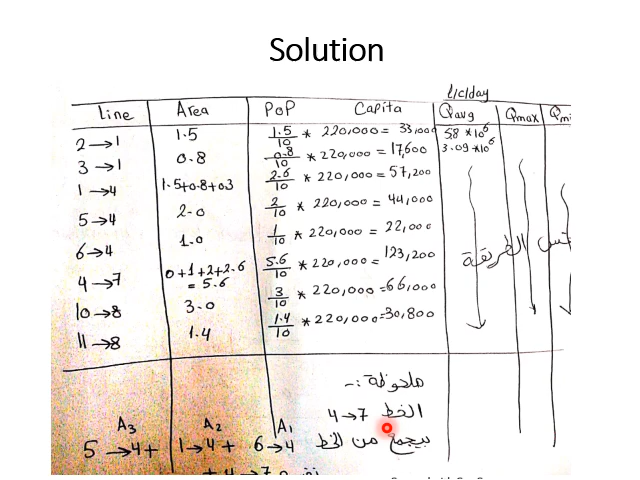 Solution
Line Area PoP Capita l/c/day Qavg Qmax
2→1 1.5 1.5/10 * 220,000 = 33,000 5.8 *10^6
3→1 0.8 0.8/10 * 220,000 = 17,600 3.09 *10^6
1→4 1.5+0.8+0.3 2.6/10 * 220,000 = 57,200
5→4 2.0 2/10 * 220,000 = 44,000
6→4 1.0 1/10 * 220,000 = 22,000
4→7 0+1+2+2.6 = 5.6 5.6/10 * 220,000 = 123,200
10→8 3.0 3/10 * 220,000 = 66,000
11→8 1.4 1.4/10 * 220,000 = 30,800
الطريقة
ملحوظة :-
الخط 4→7
بيجمع من الخط
A3 A2 A1
5→4 + 1→4 + 6→4